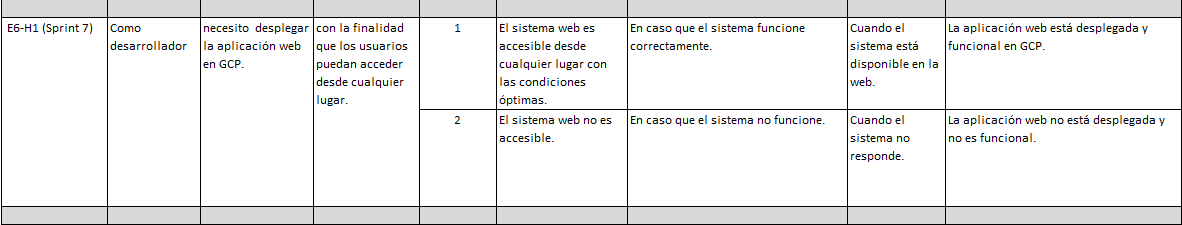 E6-H1 (Sprint 7)
Como
desarrollador
necesito desplegar
la aplicación web
en GCP.
con la finalidad
que los usuarios
puedan acceder
desde cualquier
lugar.
1
El sistema web es
accesible desde
cualquier lugar con
las condiciones
óptimas.
En caso que el sistema funcione
correctamente.
Cuando el
sistema está
disponible en la
web.
La aplicación web está desplegada y
funcional en GCP.
2
El sistema web no es
accesible.
En caso que el sistema no funcione.
Cuando el
sistema no
responde.
La aplicación web no está desplegada y
no es funcional.